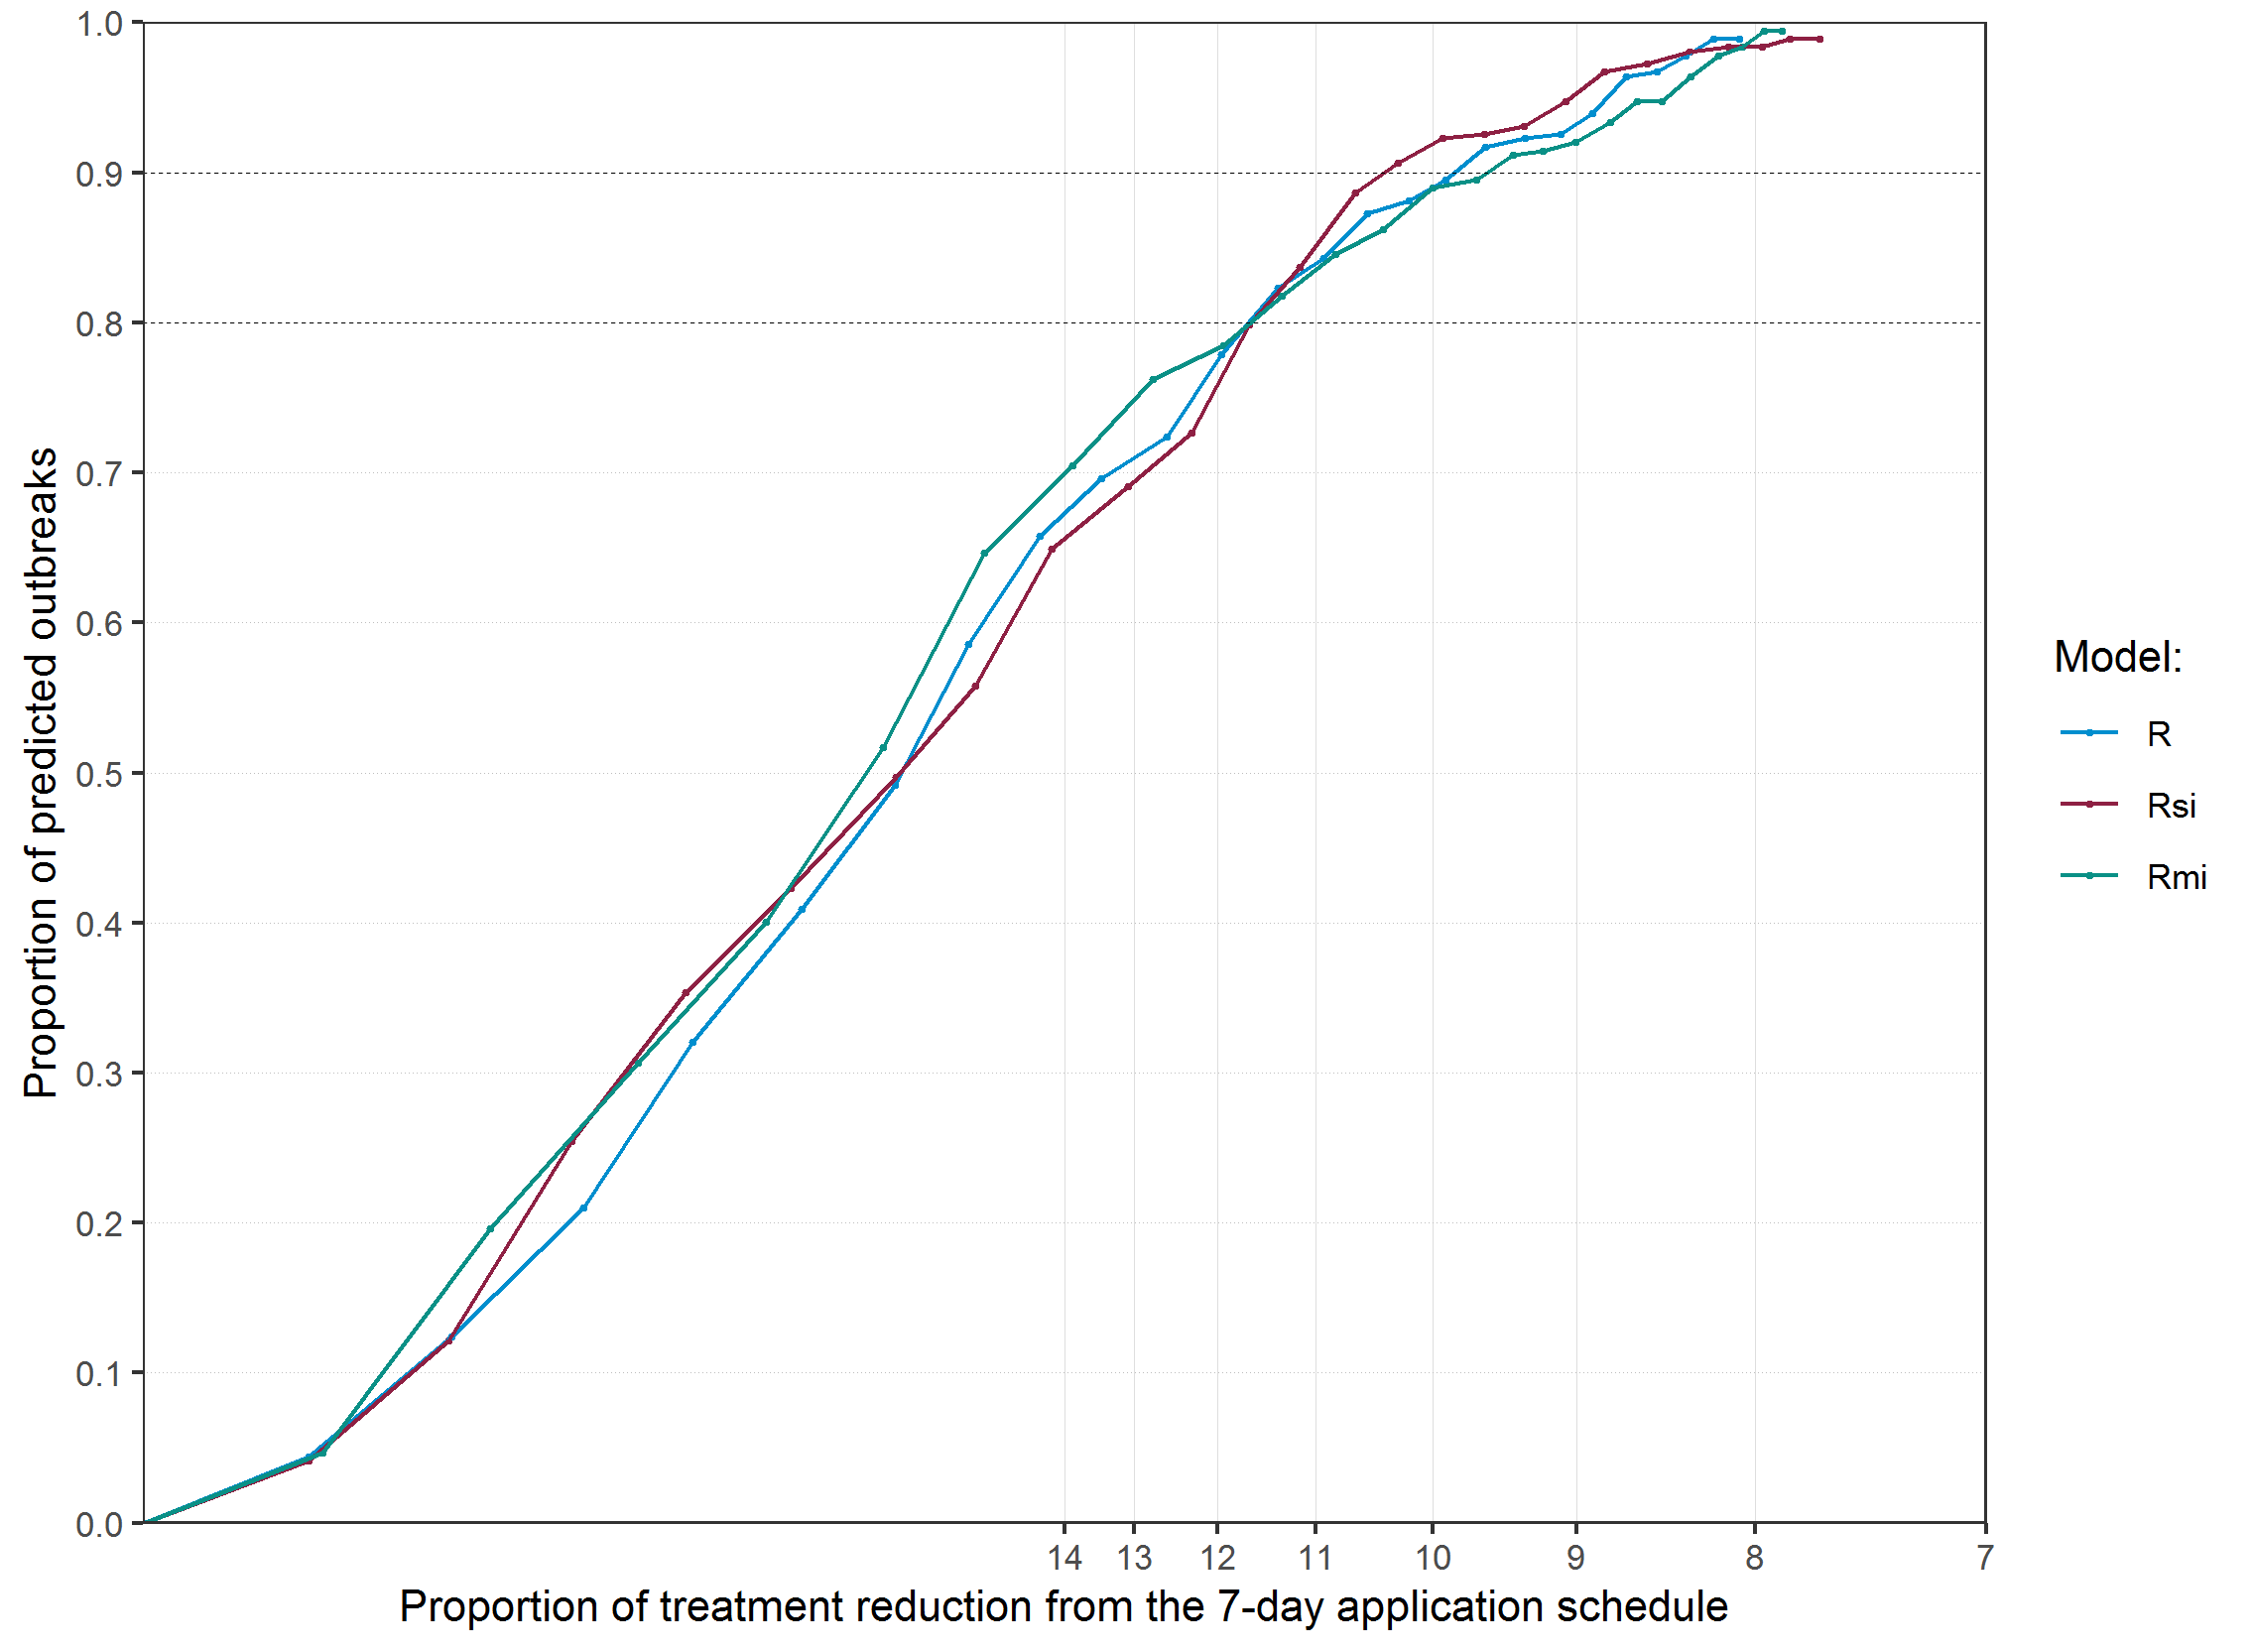 1.0
0.9
0.8
0.7
0.6
0.5
0.4
0.3
0.2
0.1
0.0
Proportion of predicted outbreaks
14 13 12 11 10 9 8 7
Proportion of treatment reduction from the 7-day application schedule
Model:
R
Rsi
Rmi